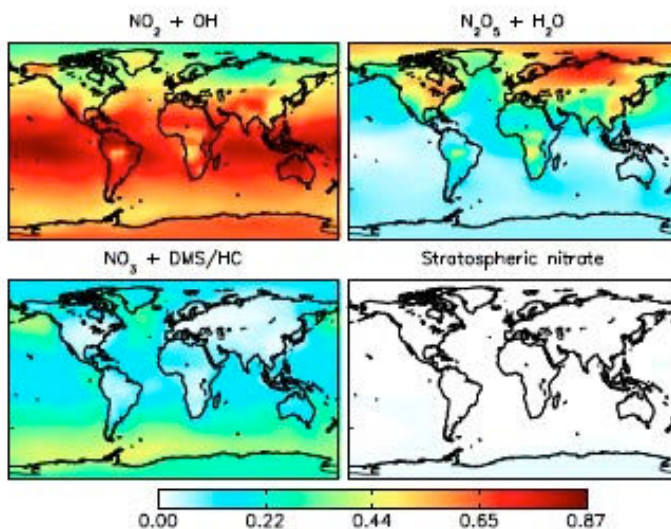 NO₂ + OH
N₂O₅ + H₂O
NO₃ + DMS/HC
Stratospheric nitrate
0.00 0.22 0.44 0.65 0.87